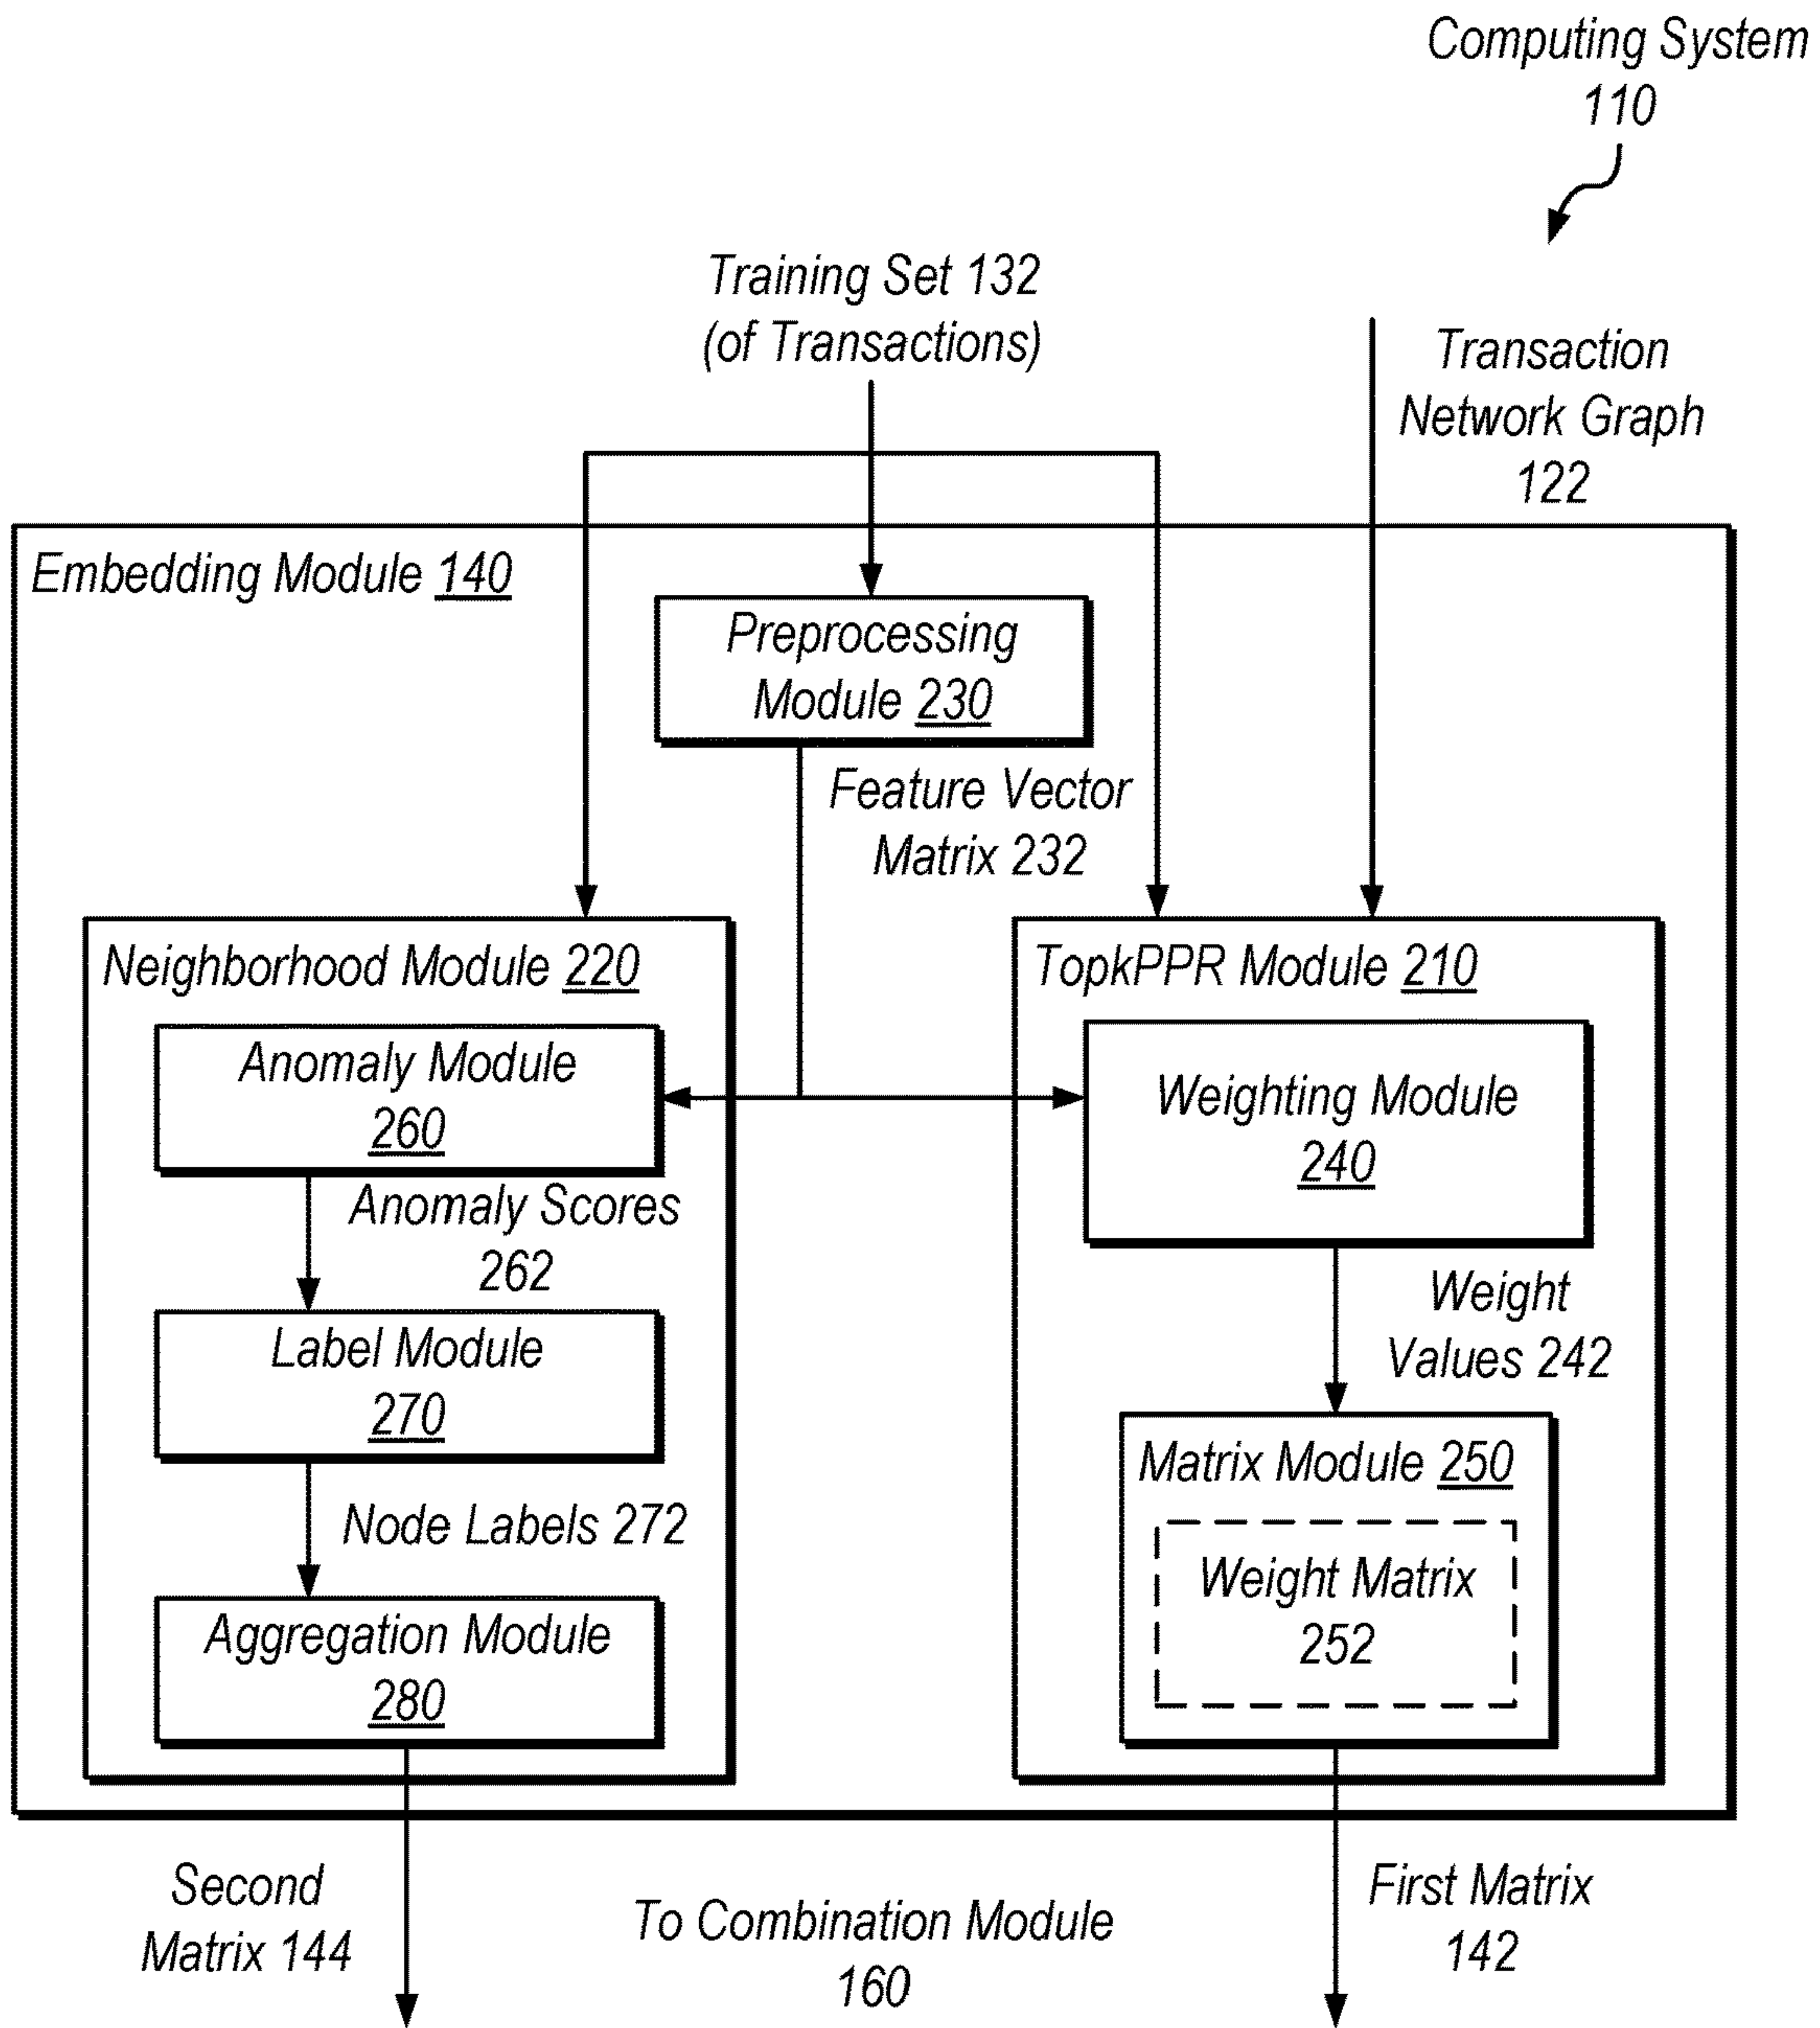 Computing System
110
Training Set 132
(of Transactions)
Transaction
Network Graph
122
Embedding Module 140
Preprocessing
Module 230
Feature Vector
Matrix 232
Neighborhood Module 220
Anomaly Module
260
Anomaly Scores
262
Label Module
270
Node Labels 272
Aggregation Module
280
TopkPPR Module 210
Weighting Module
240
Weight
Values 242
Matrix Module 250
Weight Matrix
252
Second
Matrix 144
To Combination Module
160
First Matrix
142